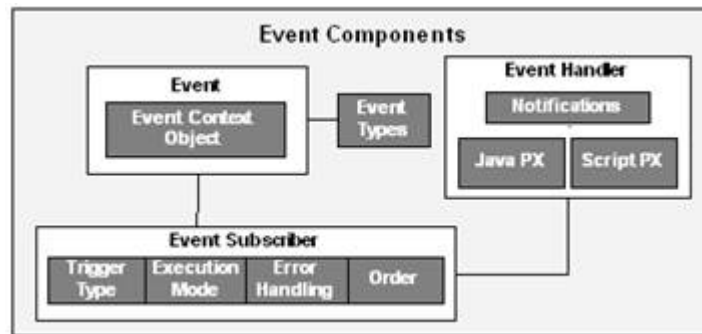 Event Components
Event
Event Context
Object
Event
Types
Event Handler
Notifications
Java PX
Script PX
Event Subscriber
Trigger
Type
Execution
Mode
Error
Handling
Order